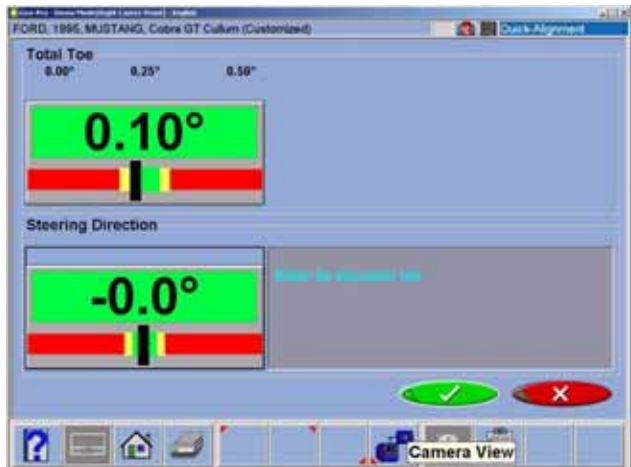 FORD, 1995, MUSTANG, Cobra GT Cullum (Customized)
Quick-Alignment
Total Toe
0.00° 0.25° 0.50°
0.10°
Steering Direction
-0.0°
Camera View